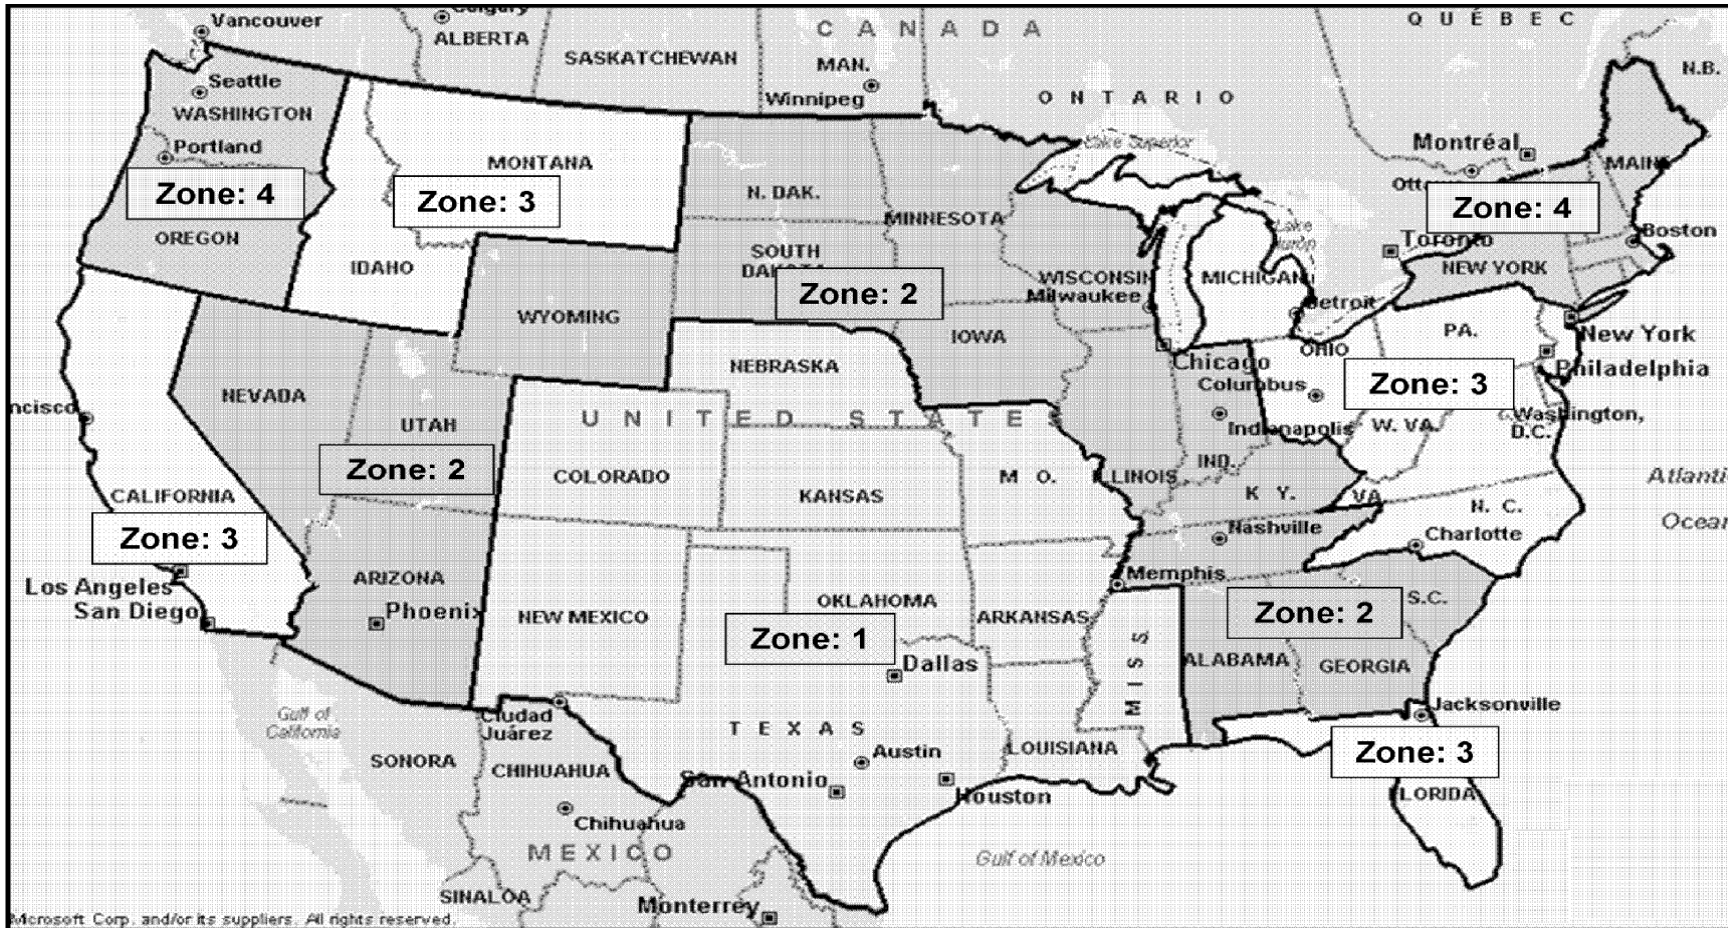 QUÉBEC
Vancouver
CANADA
ALBERTA
SASKATCHEWAN
MAN.
N.B.
Seattle
Winnipeg
ONTARIO
WASHINGTON
Portland
MONTANA
Lake Superior
Montréal
MAINE
Zone: 4
Zone: 3
N. DAK.
Zone: 4
OREGON
MINNESOTA
Boston
Toronto
SOUTH
DAKOTA
IDAHO
WISCONSIN
MICHIGAN
NEW YORK
Zone: 2
Milwaukee
Detroit
WYOMING
IOWA
PA.
New York
OHIO
NEBRASKA
Chicago
Philadelphia
Columbus
Zone: 3
NEVADA
ncisco
UNITED STATES
Washington,
D.C.
UTAH
Indianapolis
W. VA.
Zone: 2
COLORADO
KANSAS
MO.
ILLINOIS
IND.
Atlantic
CALIFORNIA
KY.
VA.
N. C.
Ocean
Zone: 3
Nashville
Charlotte
Los Angeles
ARIZONA
Memphis
San Diego
Phoenix
NEW MEXICO
OKLAHOMA
ARKANSAS
Zone: 2
S.C.
Zone: 1
MISS
Dallas
ALABAMA
GEORGIA
Gulf of
California
Ciudad
Juárez
TEXAS
Jacksonville
SONORA
CHIHUAHUA
Austin
LOUISIANA
Zone: 3
San Antonio
Houston
FLORIDA
Chihuahua
MEXICO
Gulf of Mexico
SINALOA
Monterrey
Microsoft Corp. and/or its suppliers. All rights reserved.